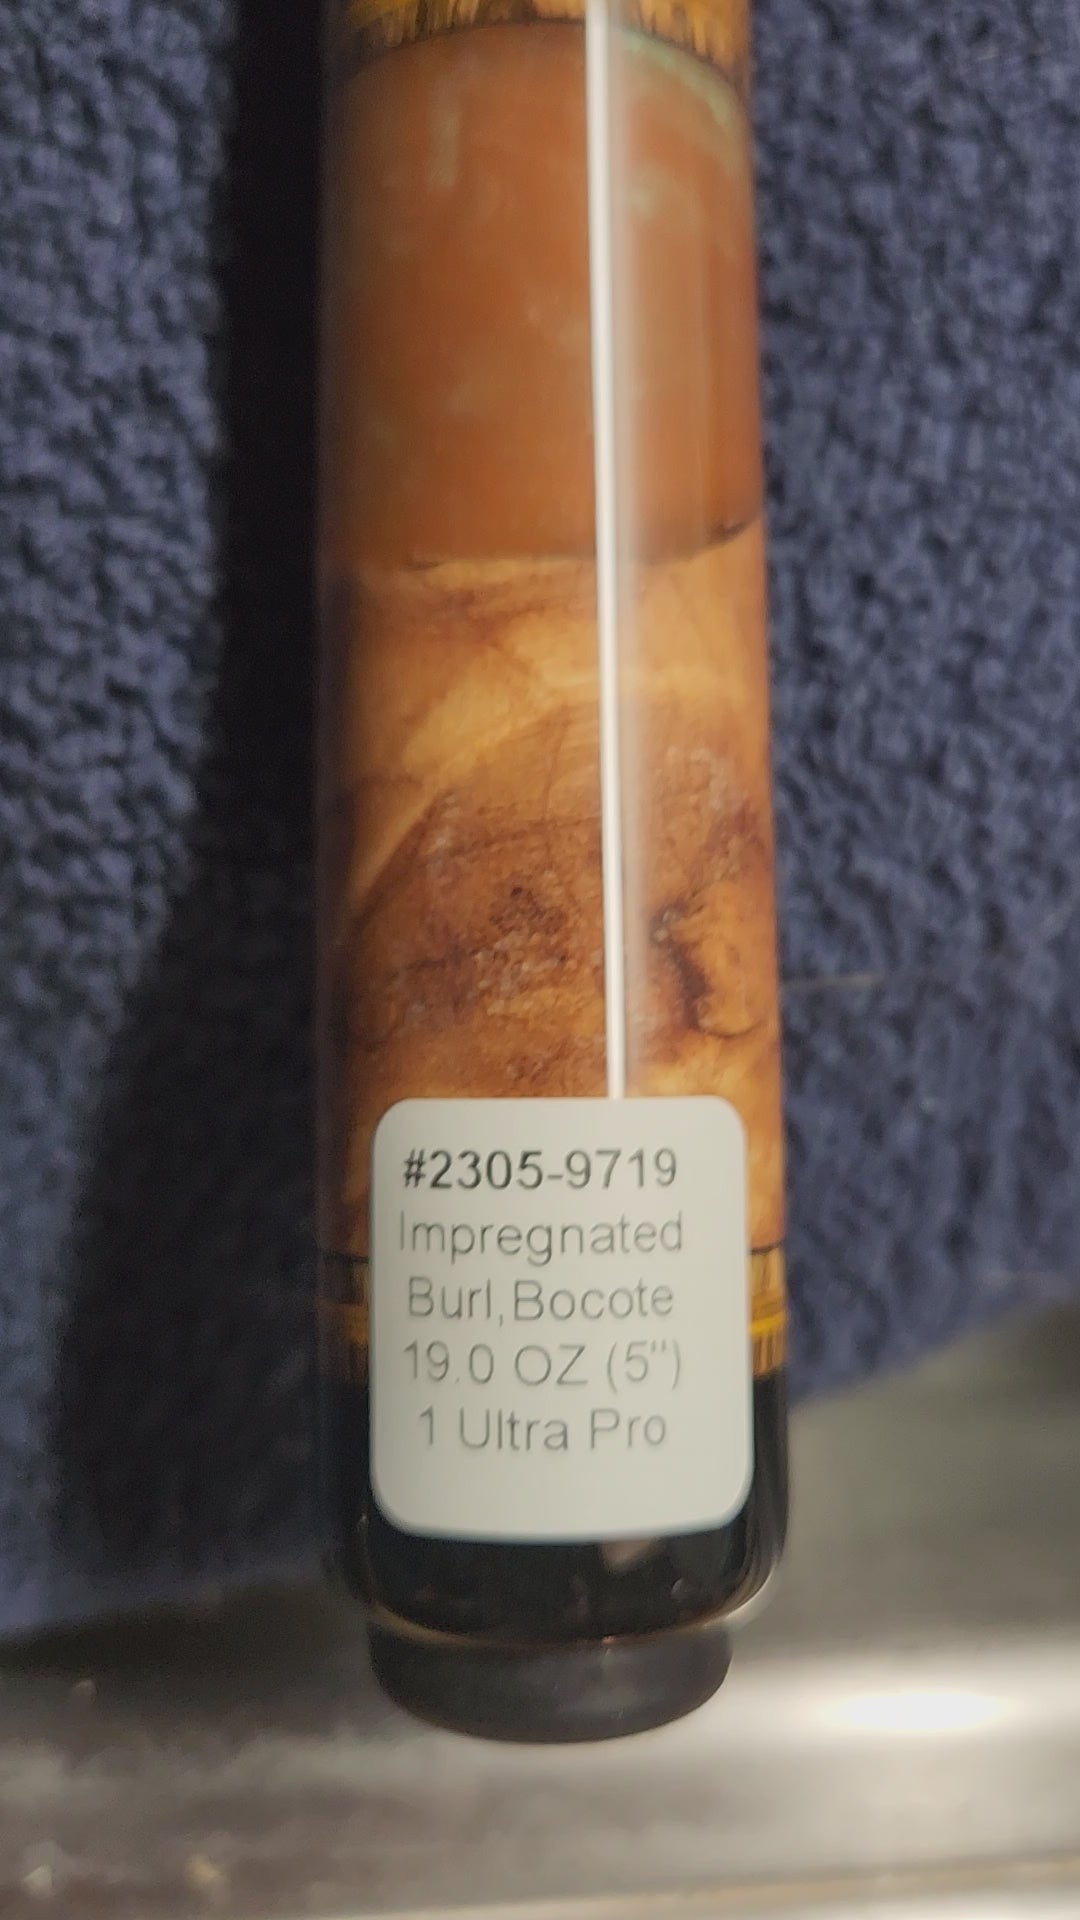 #2305-9719
Impregnated
Burl,Bocote
19.0 OZ (5")
1 Ultra Pro